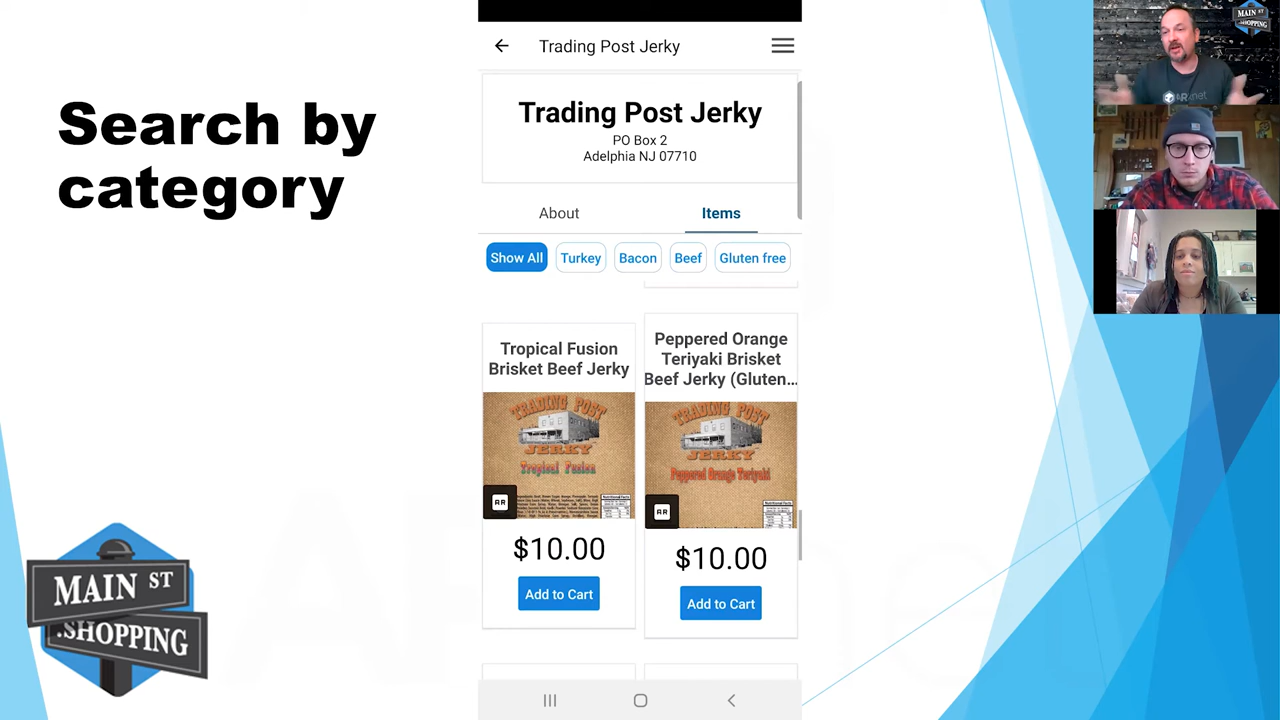 Search by
category
Trading Post Jerky
Trading Post Jerky
PO Box 2
Adelphia NJ 07710
About
Items
Show All
Turkey
Bacon
Beef
Gluten free
Tropical Fusion
Brisket Beef Jerky
TRADING POST
JERKY
Tropical Fusion
Nutritional Facts
AR
$10.00
Add to Cart
Peppered Orange
Teriyaki Brisket
Beef Jerky (Gluten...
TRADING POST
JERKY
Peppered Orange Teriyaki
AR
$10.00
Add to Cart
MAIN ST
.SHOPPING
MAIN ST
.SHOPPING